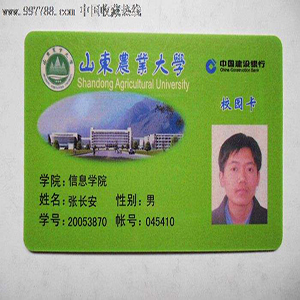 www.997788.com 中国收藏热线
山東農業大學
Shandong Agricultural University
中国建设银行
China Construction Bank
校园卡
学院:信息学院
姓名:张长安 性别:男
学号:20053870 帐号:045410